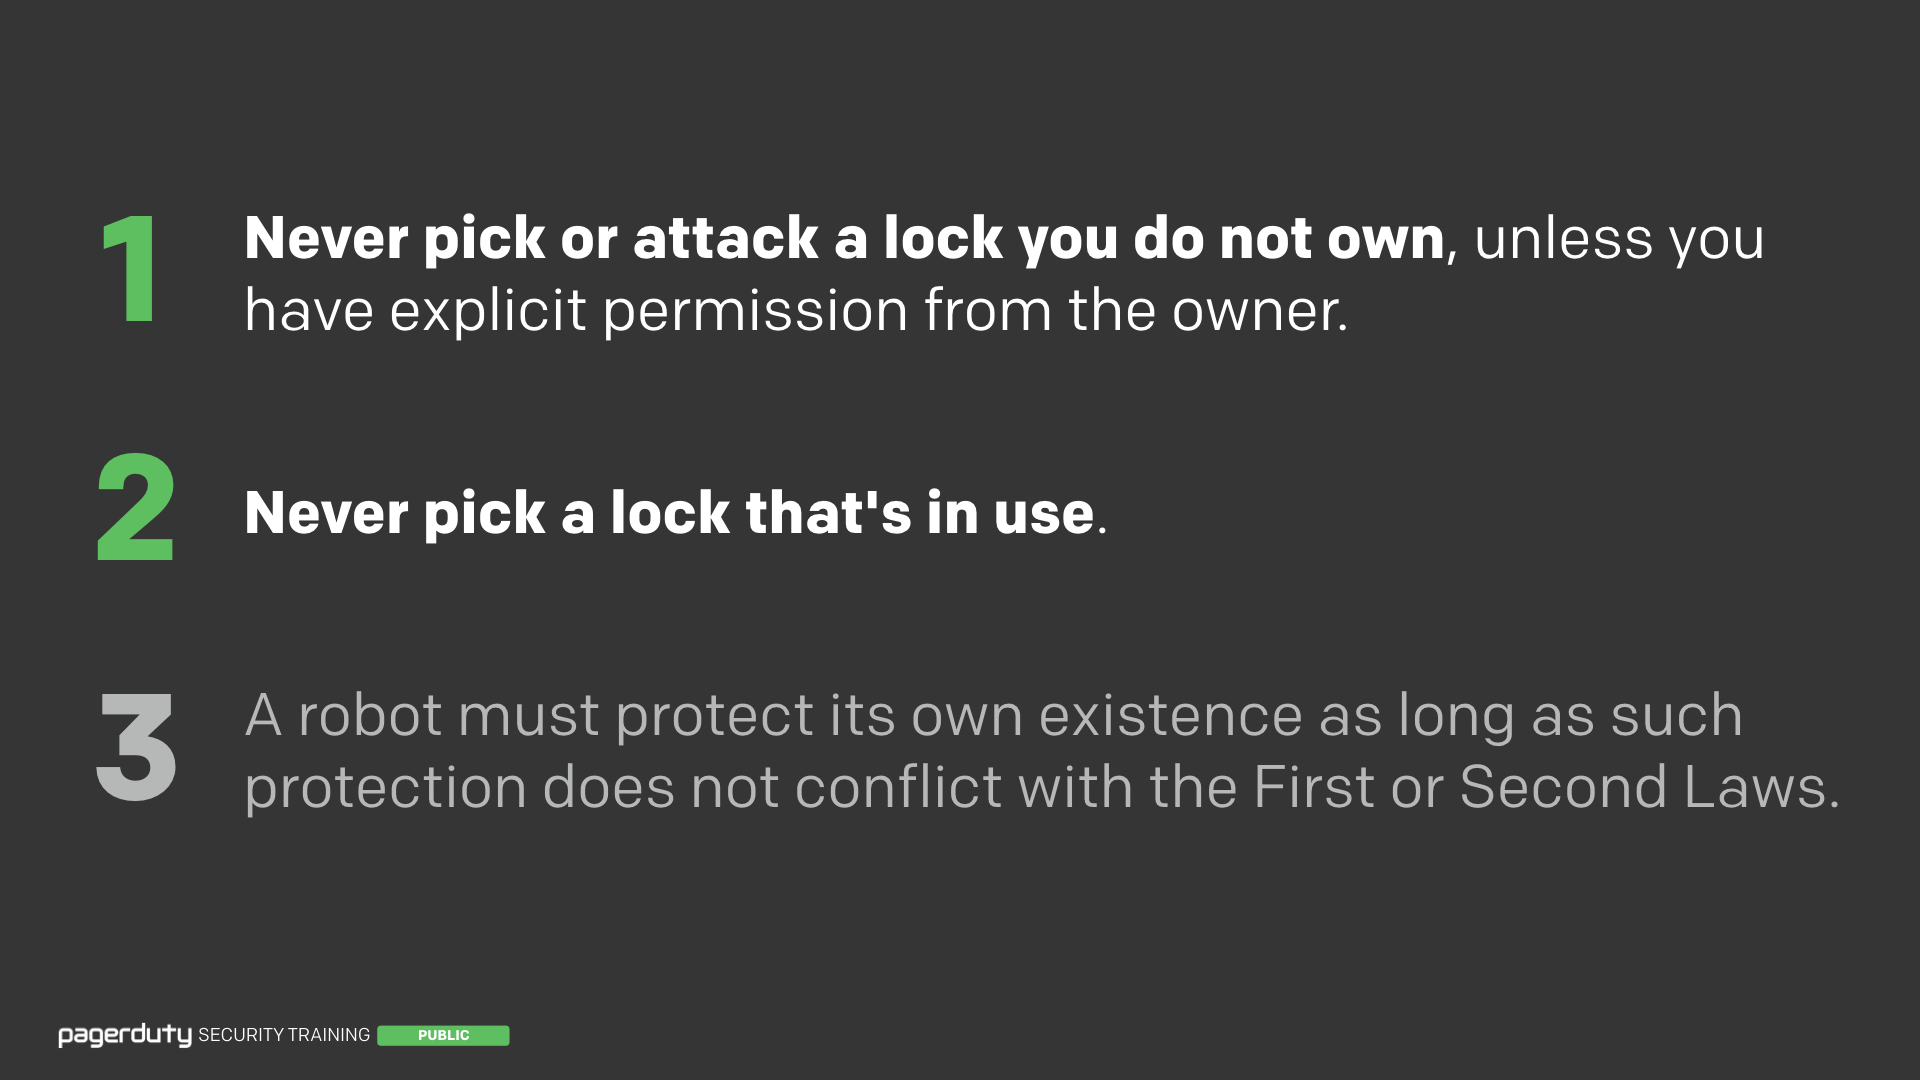 1
Never pick or attack a lock you do not own, unless you
have explicit permission from the owner.
2
Never pick a lock that's in use.
3
A robot must protect its own existence as long as such
protection does not conflict with the First or Second Laws.
pagerduty SECURITY TRAINING PUBLIC